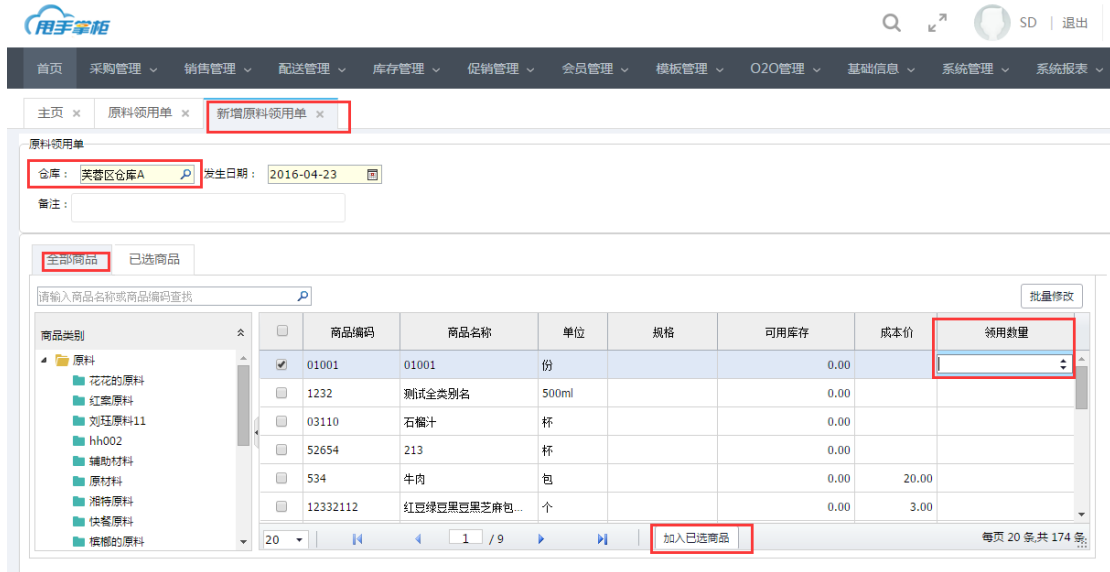 甩手掌柜
SD | 退出
首页 采购管理 销售管理 配送管理 库存管理 促销管理 会员管理 模板管理 O2O管理 基础信息 系统管理 系统报表
主页 × 原料领用单 × 新增原料领用单 ×
原料领用单
仓库： 芙蓉区仓库A 发生日期： 2016-04-23
备注：
全部商品 已选商品
请输入商品名称或商品编码查找 批量修改
商品类别 商品编码 商品名称 单位 规格 可用库存 成本价 领用数量
原料
花花的原料
红案原料
刘珏原料11
hh002
辅助材料
原材料
湘特原料
快餐原料
槟榔的原料
01001 01001 份 0.00
1232 测试全类别名 500ml 0.00
03110 石榴汁 杯 0.00
52654 213 杯 0.00
534 牛肉 包 0.00 20.00
12332112 红豆绿豆黑豆黑芝麻包... 个 0.00 3.00
20 1 / 9 加入已选商品 每页 20 条,共 174 条